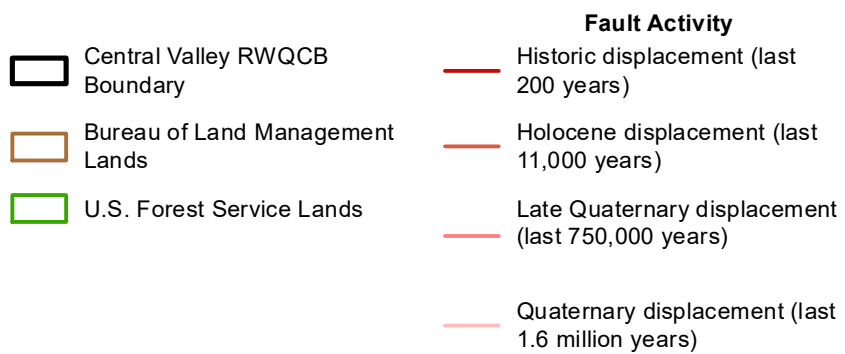 Central Valley RWQCB
Boundary
Bureau of Land Management
Lands
U.S. Forest Service Lands
Fault Activity
Historic displacement (last
200 years)
Holocene displacement (last
11,000 years)
Late Quaternary displacement
(last 750,000 years)
Quaternary displacement (last
1.6 million years)